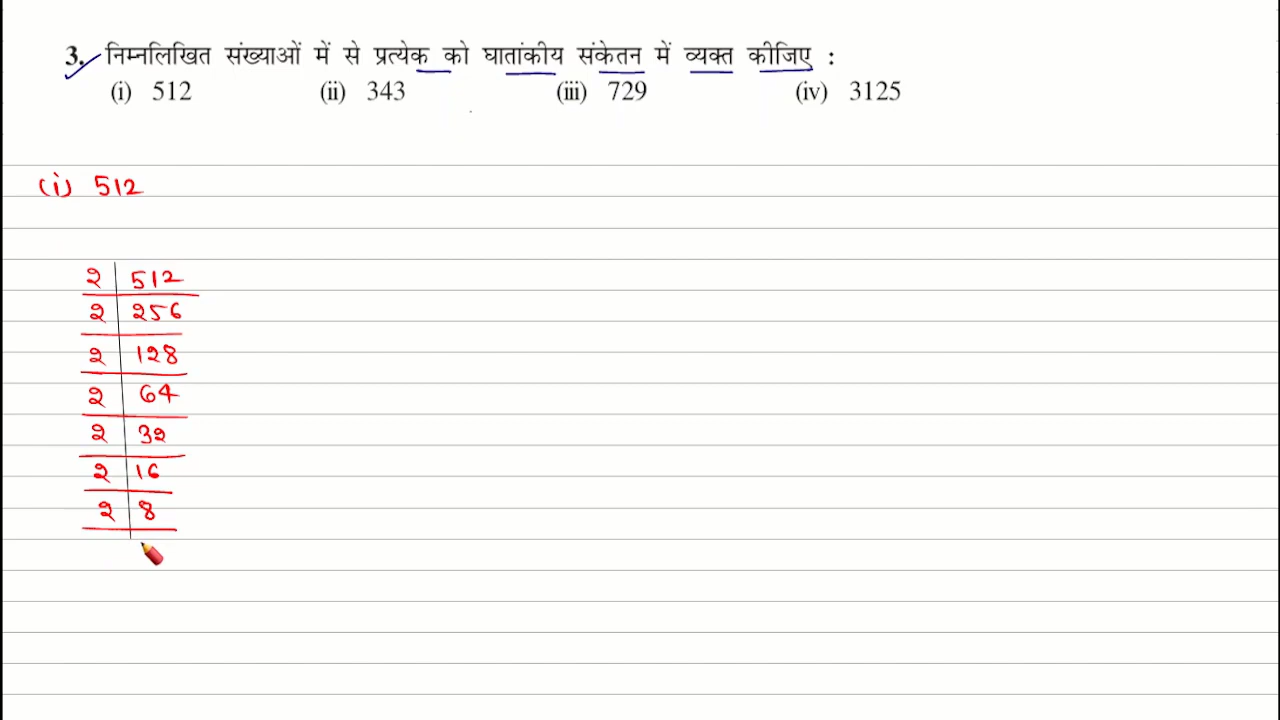 3. निम्नलिखित संख्याओं में से प्रत्येक को घातांकीय संकेतन में व्यक्त कीजिए :
(i) 512 (ii) 343 (iii) 729 (iv) 3125
(i) 512
2 512
2 256
2 128
2 64
2 32
2 16
2 8